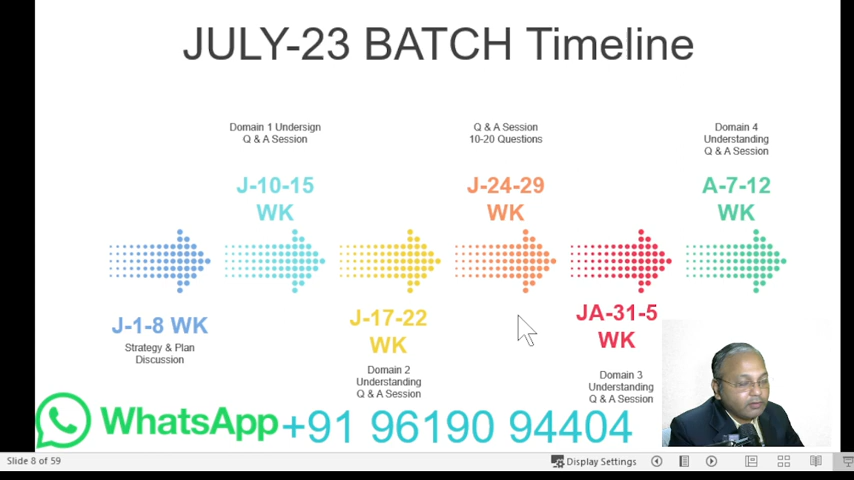 JULY-23 BATCH Timeline
Domain 1 Undersign
Q & A Session
Q & A Session
10-20 Questions
Domain 4
Understanding
Q & A Session
J-10-15
WK
J-24-29
WK
A-7-12
WK
J-1-8 WK
Strategy & Plan
Discussion
J-17-22
WK
Domain 2
Understanding
Q & A Session
JA-31-5
WK
Domain 3
Understanding
Q & A Session
WhatsApp +91 96190 94404
Slide 8 of 59
Display Settings